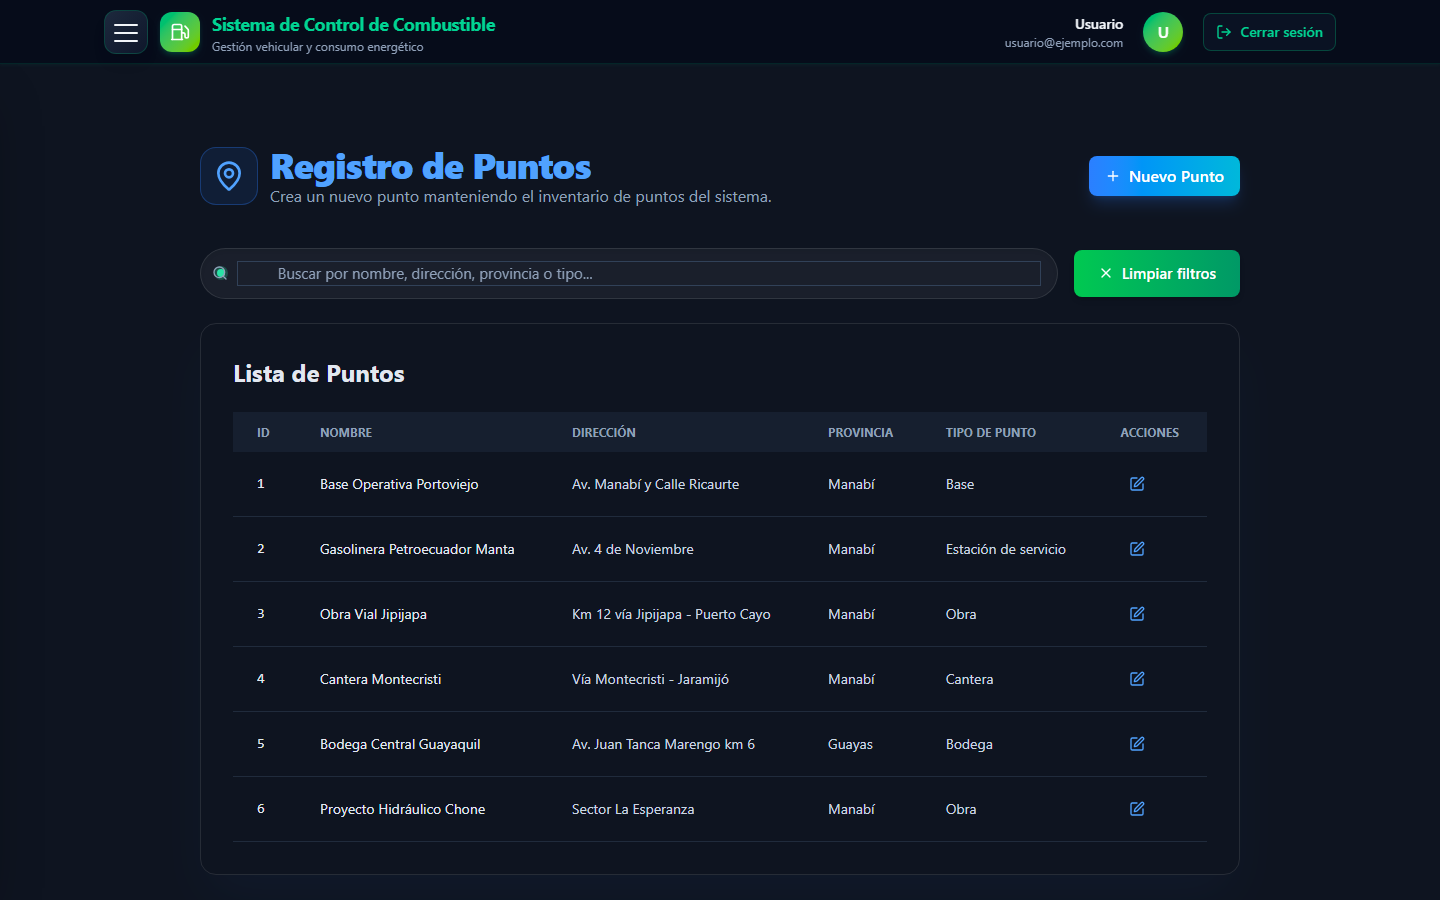 Sistema de Control de Combustible
Gestión vehicular y consumo energético
Usuario
usuario@ejemplo.com
U
Cerrar sesión
Registro de Puntos
Crea un nuevo punto manteniendo el inventario de puntos del sistema.
+ Nuevo Punto
Buscar por nombre, dirección, provincia o tipo...
Limpiar filtros
Lista de Puntos
ID NOMBRE DIRECCIÓN PROVINCIA TIPO DE PUNTO ACCIONES
1 Base Operativa Portoviejo Av. Manabí y Calle Ricaurte Manabí Base
2 Gasolinera Petroecuador Manta Av. 4 de Noviembre Manabí Estación de servicio
3 Obra Vial Jipijapa Km 12 vía Jipijapa - Puerto Cayo Manabí Obra
4 Cantera Montecristi Vía Montecristi - Jaramijó Manabí Cantera
5 Bodega Central Guayaquil Av. Juan Tanca Marengo km 6 Guayas Bodega
6 Proyecto Hidráulico Chone Sector La Esperanza Manabí Obra